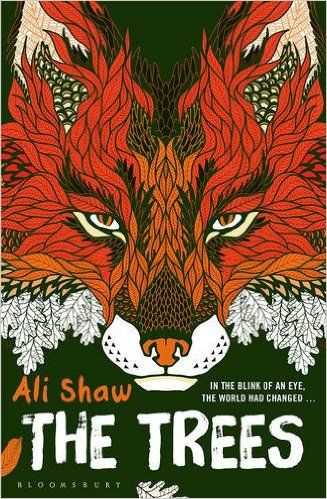 Ali Shaw
IN THE BLINK OF AN EYE,
THE WORLD HAD CHANGED ...
THE TREES
BLOOMSBURY